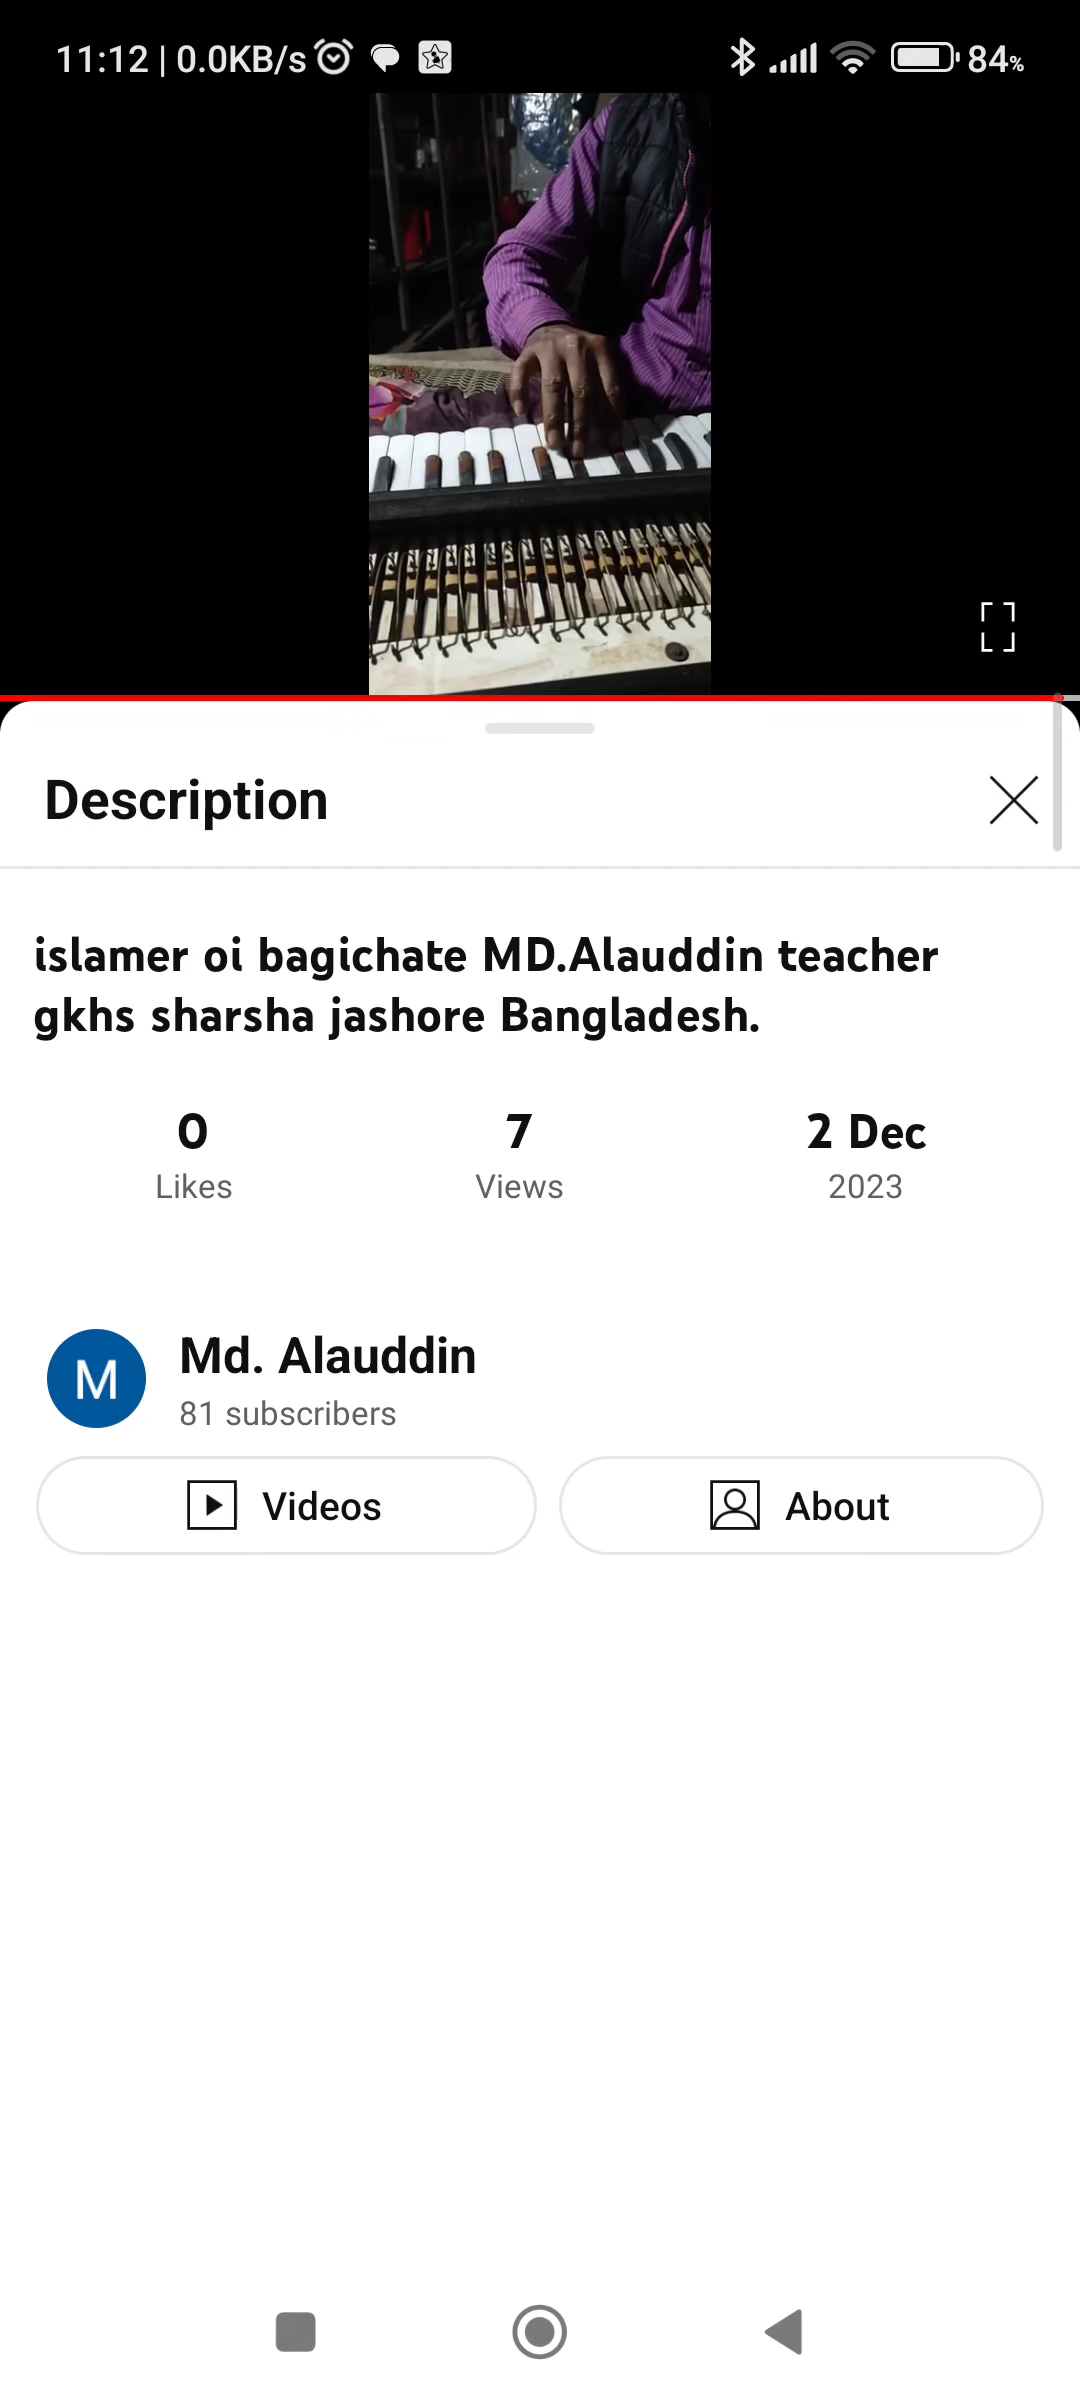 11:12 | 0.0KB/s 84%
Description
islamer oi bagichate MD.Alauddin teacher
gkhs sharsha jashore Bangladesh.
0 7 2 Dec
Likes Views 2023
M Md. Alauddin
81 subscribers
Videos About